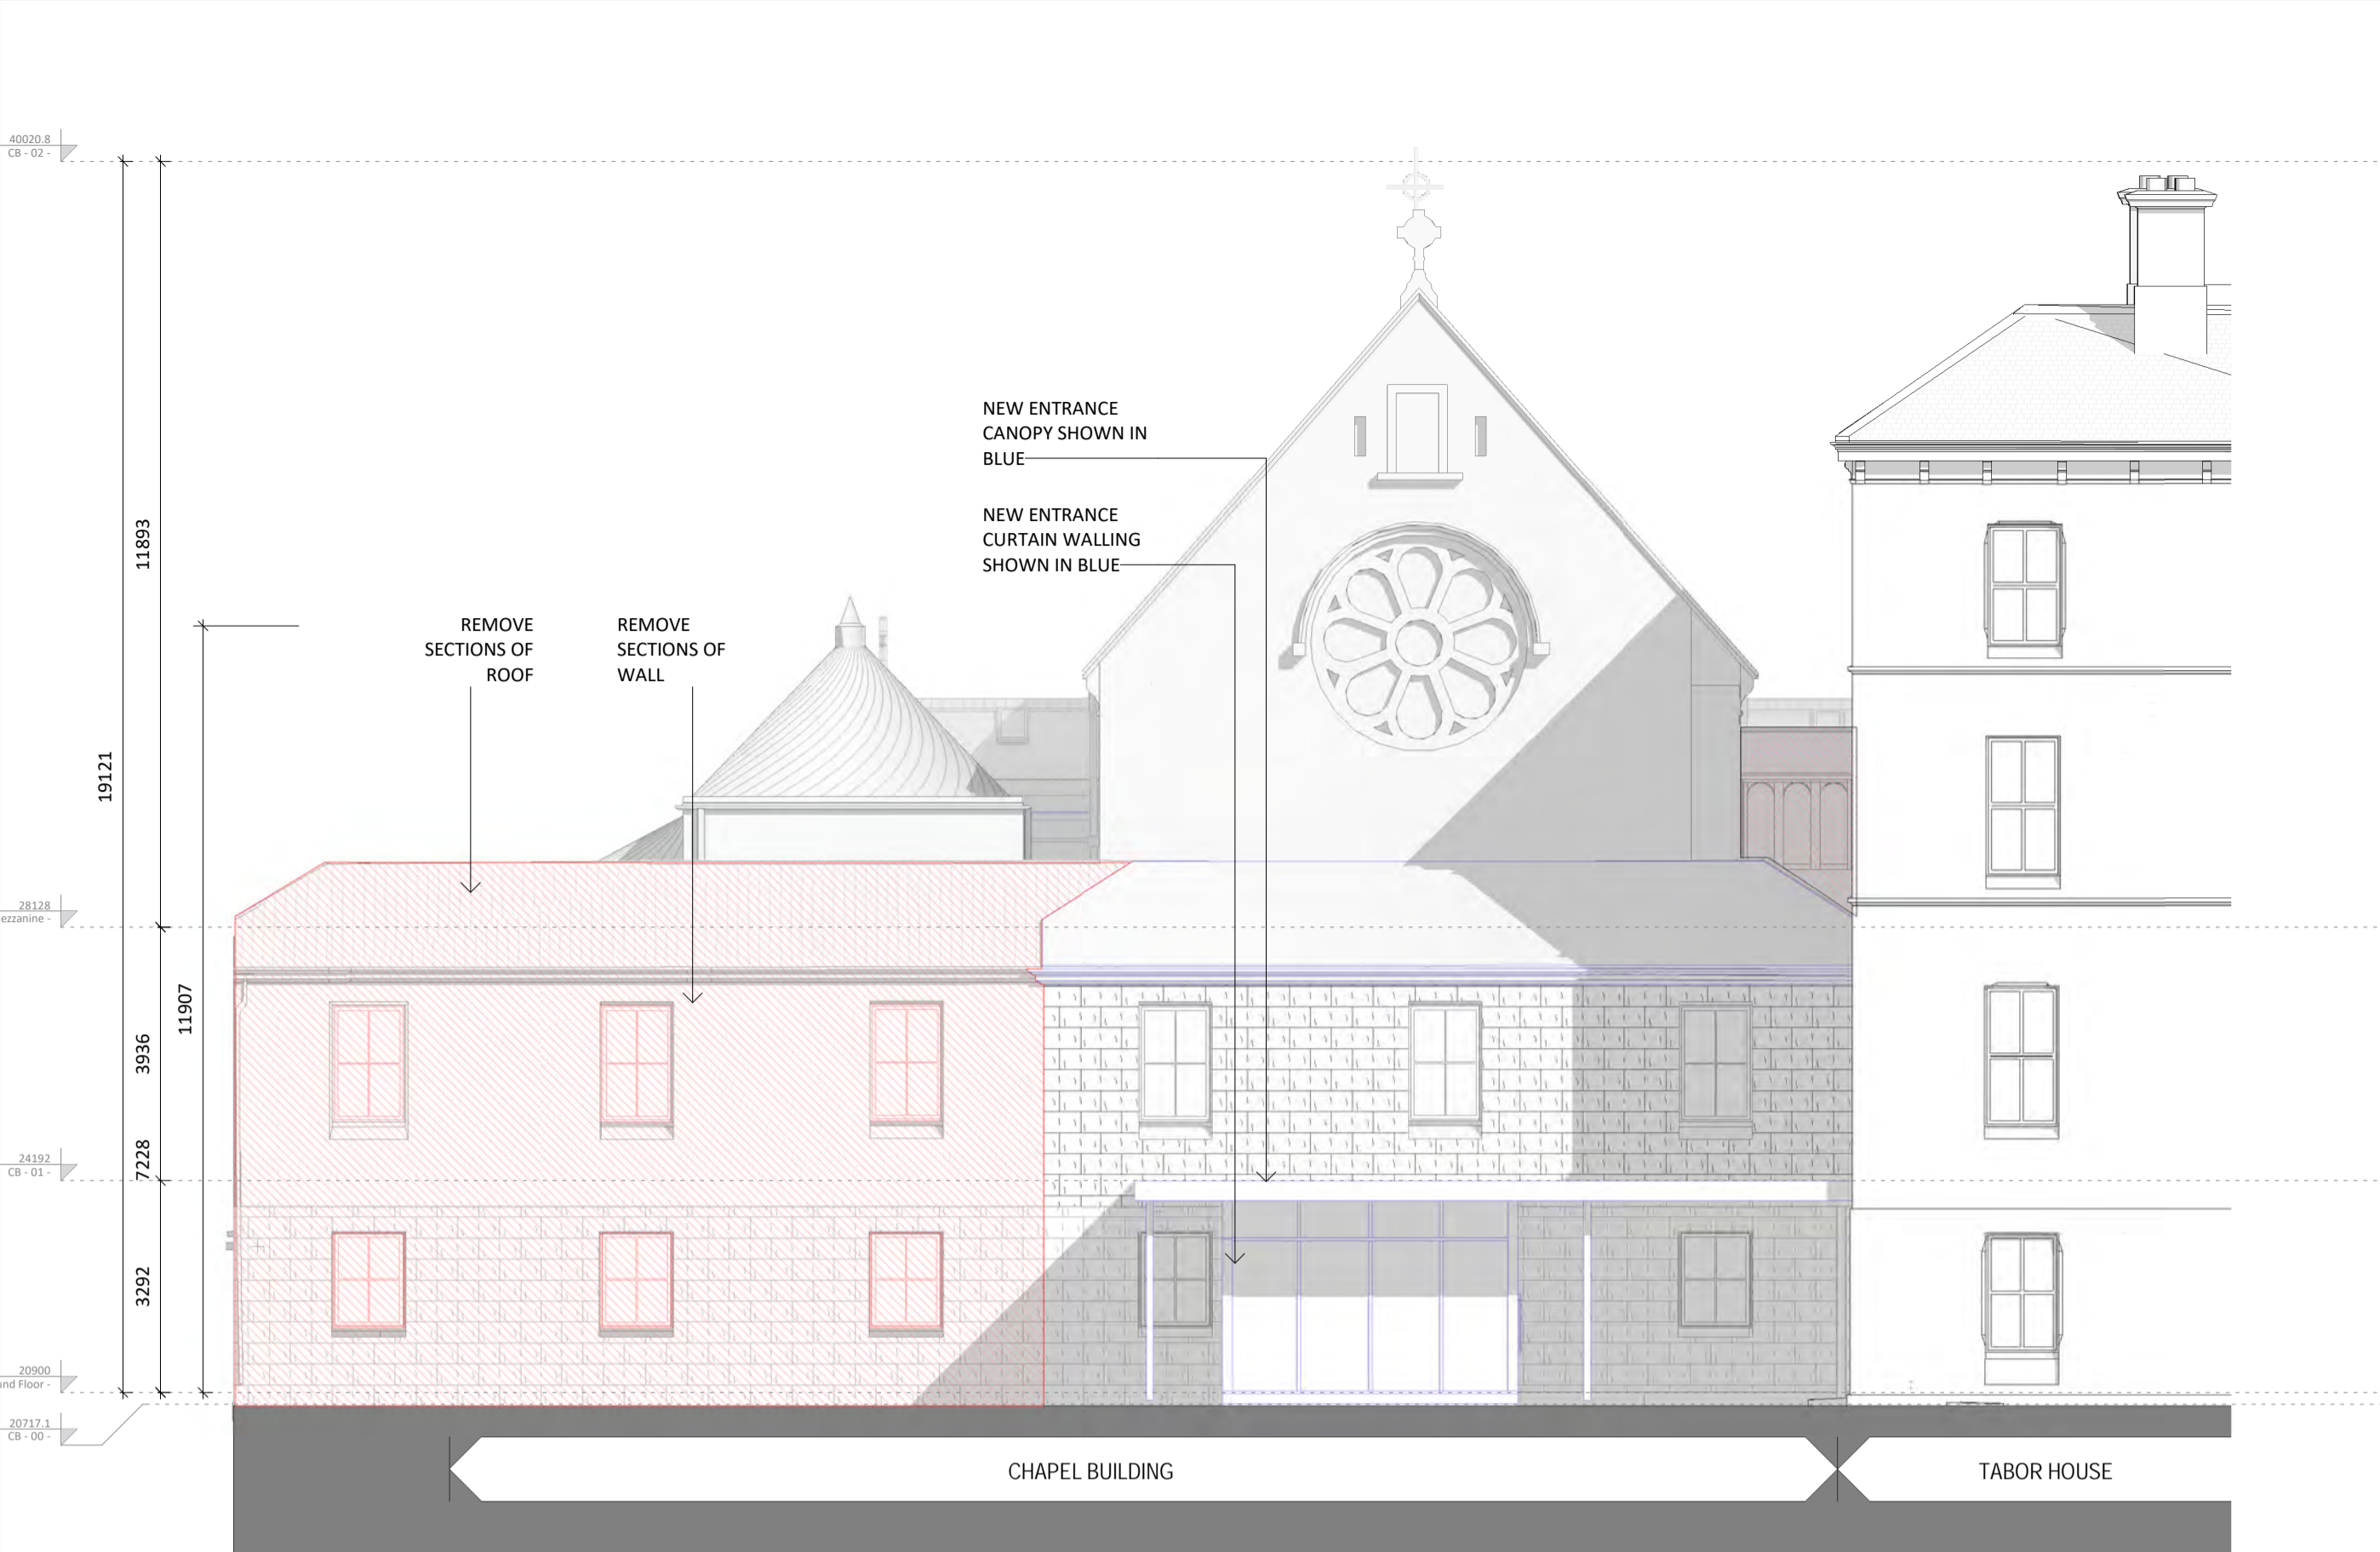 40020.8
CB - 02 -
NEW ENTRANCE
CANOPY SHOWN IN
BLUE
NEW ENTRANCE
CURTAIN WALLING
SHOWN IN BLUE
REMOVE
SECTIONS OF
ROOF
REMOVE
SECTIONS OF
WALL
11893
19121
11907
28128
ezzanine -
3936
7228
24192
CB - 01 -
3292
20900
und Floor -
20717.1
CB - 00 -
CHAPEL BUILDING
TABOR HOUSE